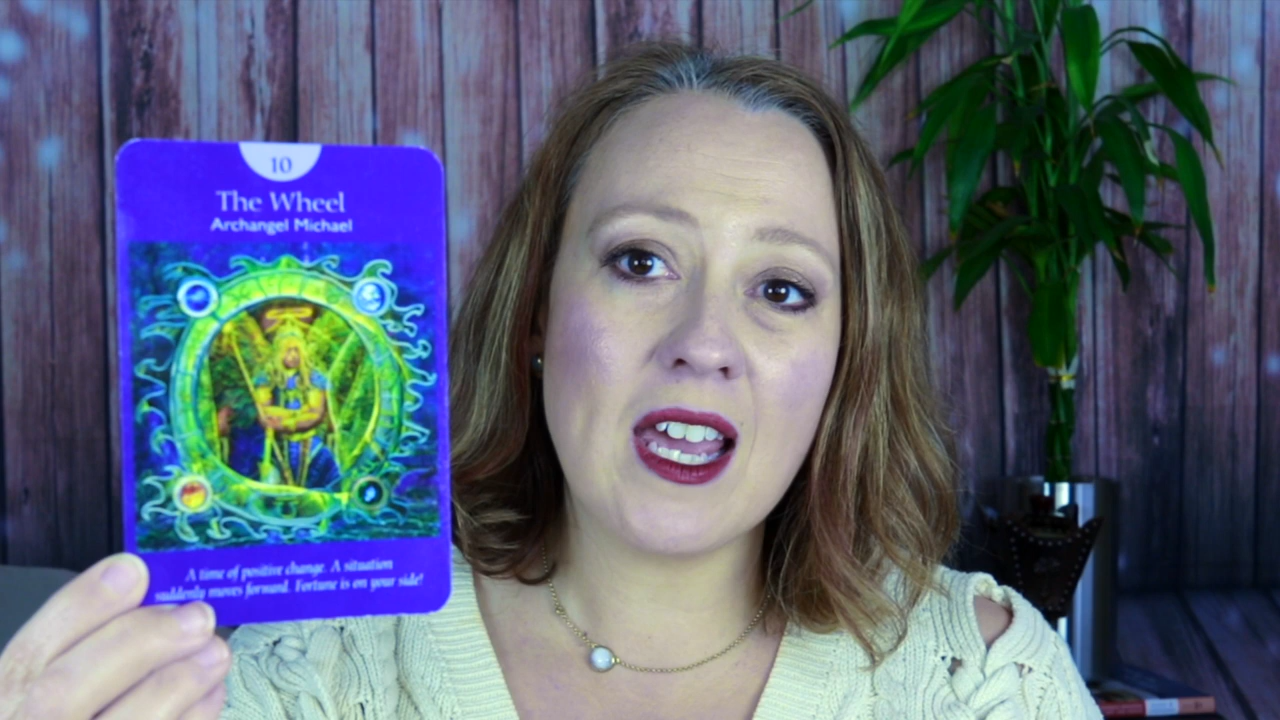 10
The Wheel
Archangel Michael
A time of positive change. A situation
suddenly moves forward. Fortune is on your side!